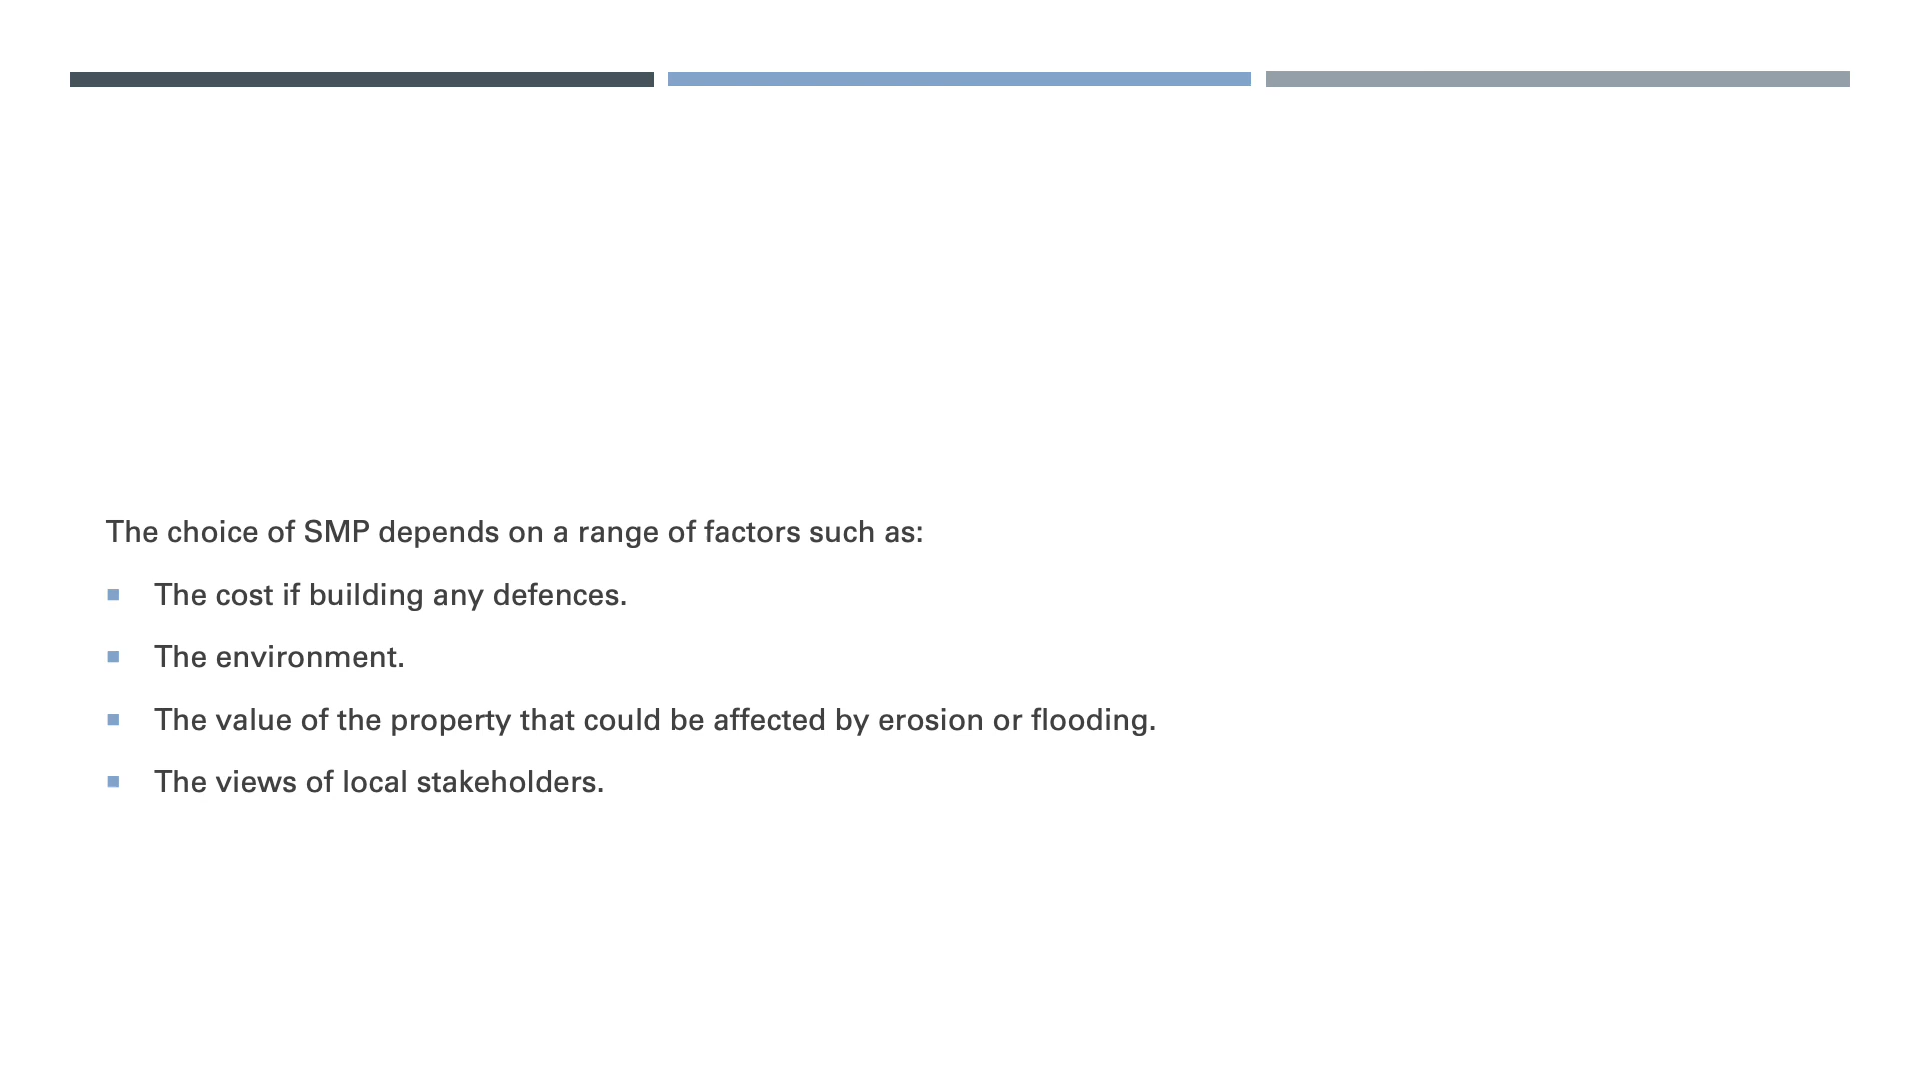 The choice of SMP depends on a range of factors such as:
The cost if building any defences.
The environment.
The value of the property that could be affected by erosion or flooding.
The views of local stakeholders.